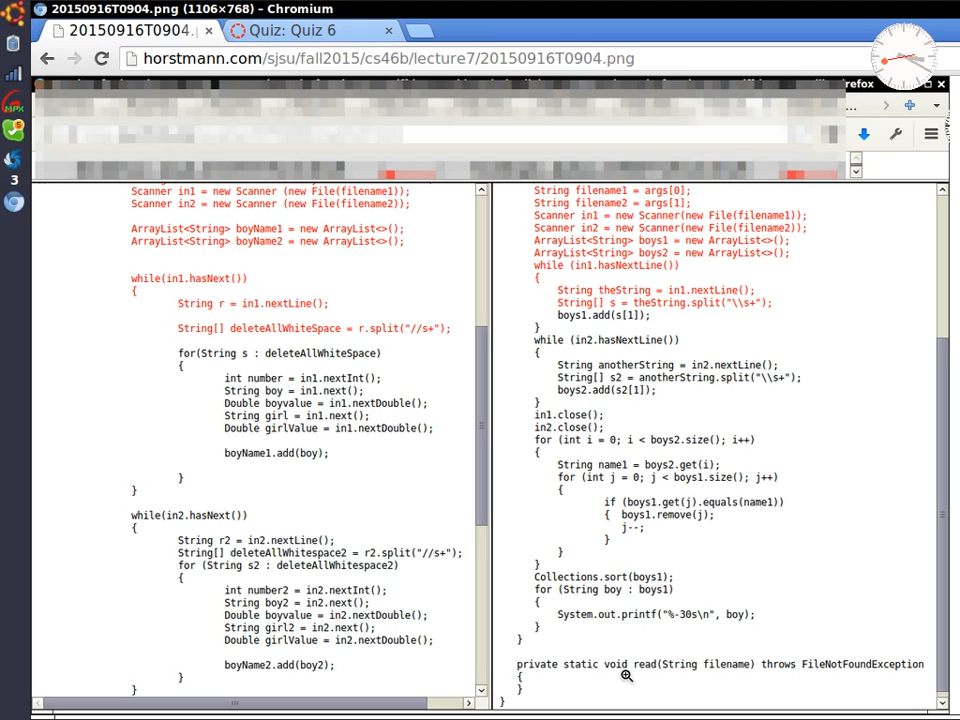 20150916T0904.png (1106×768) - Chromium
20150916T0904.p
Quiz: Quiz 6
horstmann.com/sjsu/fall2015/cs46b/lecture7/20150916T0904.png
MPX
5
3
refox
...
Scanner in1 = new Scanner (new File(filename1));
Scanner in2 = new Scanner (new File(filename2));
ArrayList<String> boyName1 = new ArrayList<>();
ArrayList<String> boyName2 = new ArrayList<>();
while(in1.hasNext())
{
String r = in1.nextLine();
String[] deleteAllWhiteSpace = r.split("//s+");
for(String s : deleteAllWhiteSpace)
{
int number = in1.nextInt();
String boy = in1.next();
Double boyvalue = in1.nextDouble();
String girl = in1.next();
Double girlValue = in1.nextDouble();
boyName1.add(boy);
}
}
while(in2.hasNext())
{
String r2 = in2.nextLine();
String[] deleteAllWhitespace2 = r2.split("//s+");
for (String s2 : deleteAllWhitespace2)
{
int number2 = in2.nextInt();
String boy2 = in2.next();
Double boyvalue = in2.nextDouble();
String girl2 = in2.next();
Double girlValue = in2.nextDouble();
boyName2.add(boy2);
}
}
String filename1 = args[0];
String filename2 = args[1];
Scanner in1 = new Scanner(new File(filename1));
Scanner in2 = new Scanner(new File(filename2));
ArrayList<String> boys1 = new ArrayList<>();
ArrayList<String> boys2 = new ArrayList<>();
while (in1.hasNextLine())
{
String theString = in1.nextLine();
String[] s = theString.split("\\s+");
boys1.add(s[1]);
}
while (in2.hasNextLine())
{
String anotherString = in2.nextLine();
String[] s2 = anotherString.split("\\s+");
boys2.add(s2[1]);
}
in1.close();
in2.close();
for (int i = 0; i < boys2.size(); i++)
{
String name1 = boys2.get(i);
for (int j = 0; j < boys1.size(); j++)
{
if (boys1.get(j).equals(name1))
{ boys1.remove(j);
j--;
}
}
}
Collections.sort(boys1);
for (String boy : boys1)
{
System.out.printf("%-30s\n", boy);
}
}
private static void read(String filename) throws FileNotFoundException
{
}
}